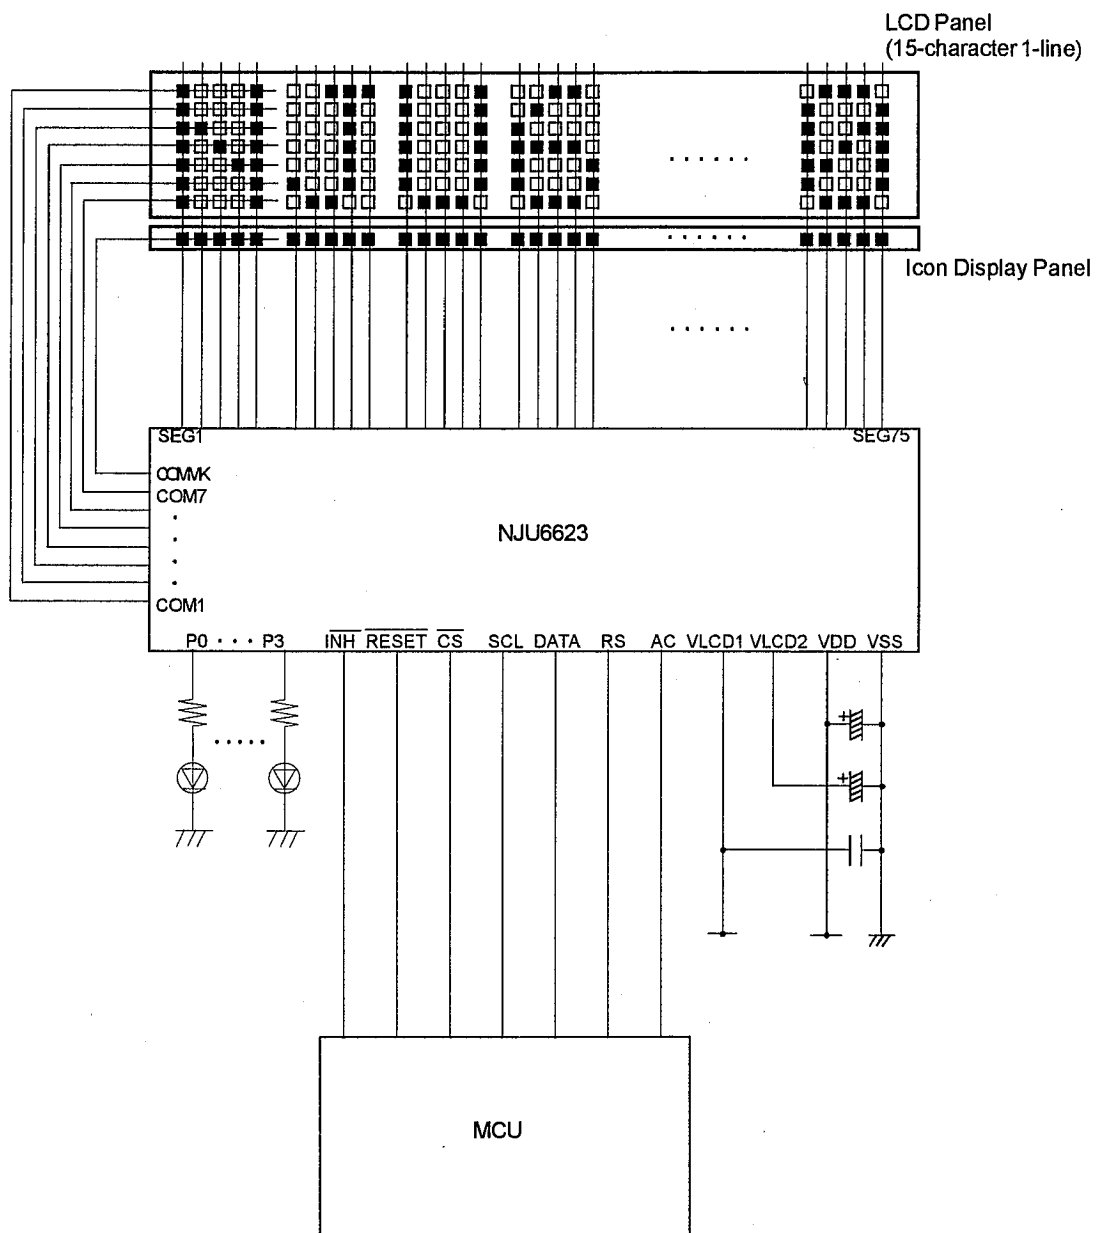 LCD Panel
(15-character 1-line)
Icon Display Panel
SEG1 SEG75
COMMK
COM7
NJU6623
COM1
P0 · · · P3 INH RESET CS SCL DATA RS AC VLCD1 VLCD2 VDD VSS
+
+
MCU